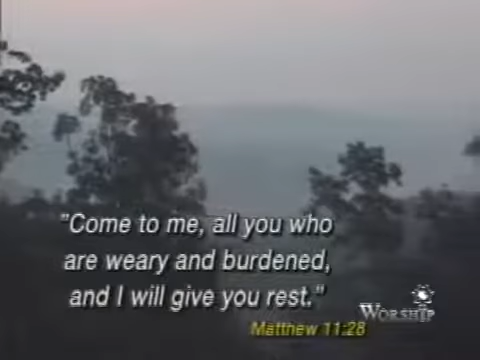 "Come to me, all you who
are weary and burdened,
and I will give you rest."
Matthew 11:28
WORSHIP